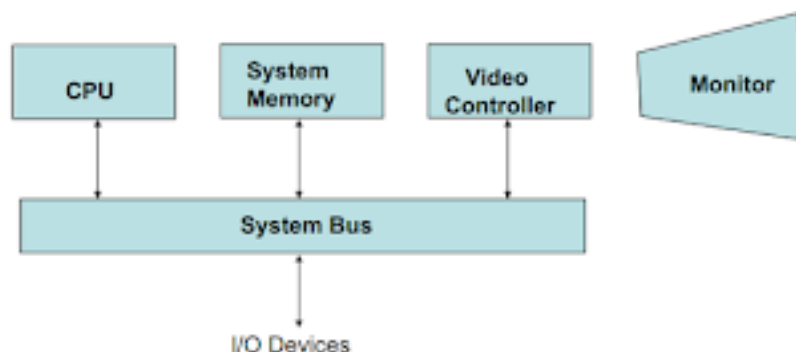 CPU
System
Memory
Video
Controller
Monitor
System Bus
I/O Devices